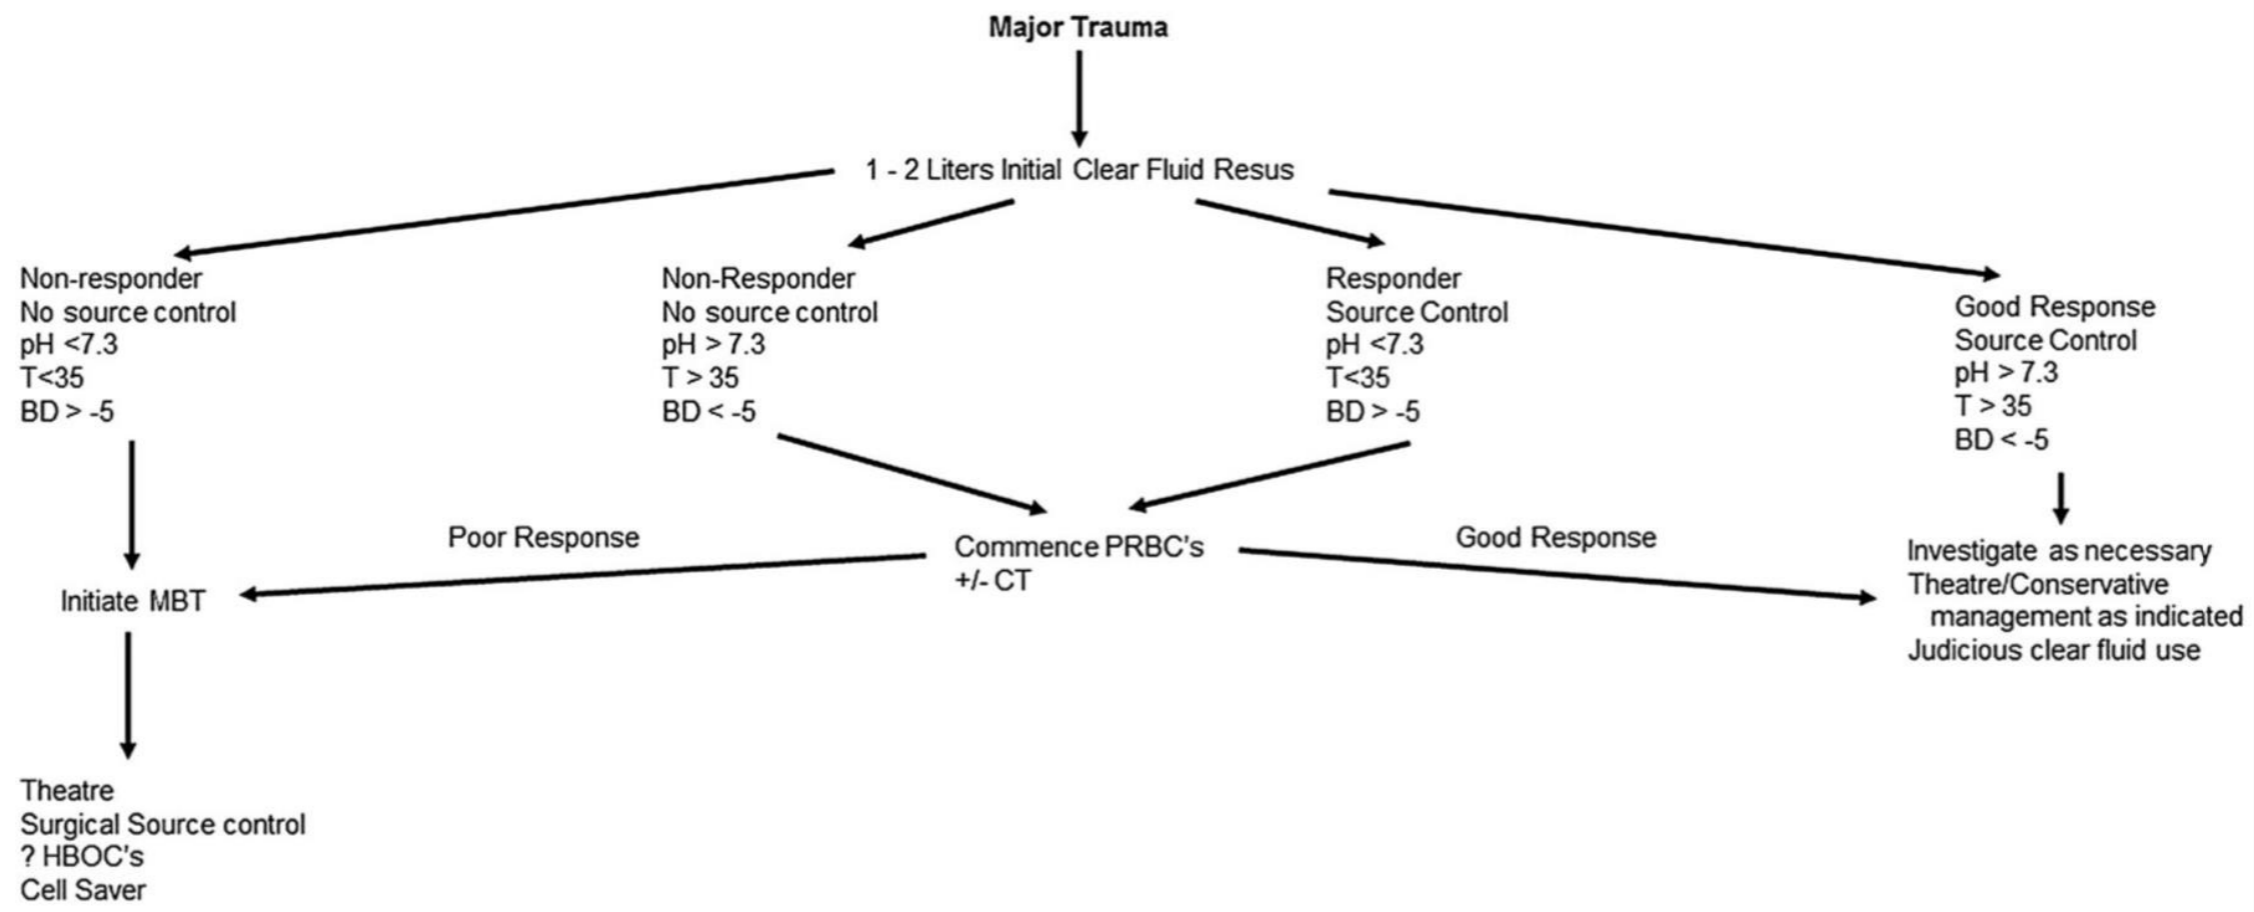 Major Trauma
1 - 2 Liters Initial Clear Fluid Resus
Non-responder
No source control
pH <7.3
T<35
BD > -5
Non-Responder
No source control
pH > 7.3
T > 35
BD < -5
Responder
Source Control
pH <7.3
T<35
BD > -5
Good Response
Source Control
pH > 7.3
T > 35
BD < -5
Poor Response
Commence PRBC's
+/- CT
Good Response
Initiate MBT
Investigate as necessary
Theatre/Conservative
management as indicated
Judicious clear fluid use
Theatre
Surgical Source control
? HBOC's
Cell Saver